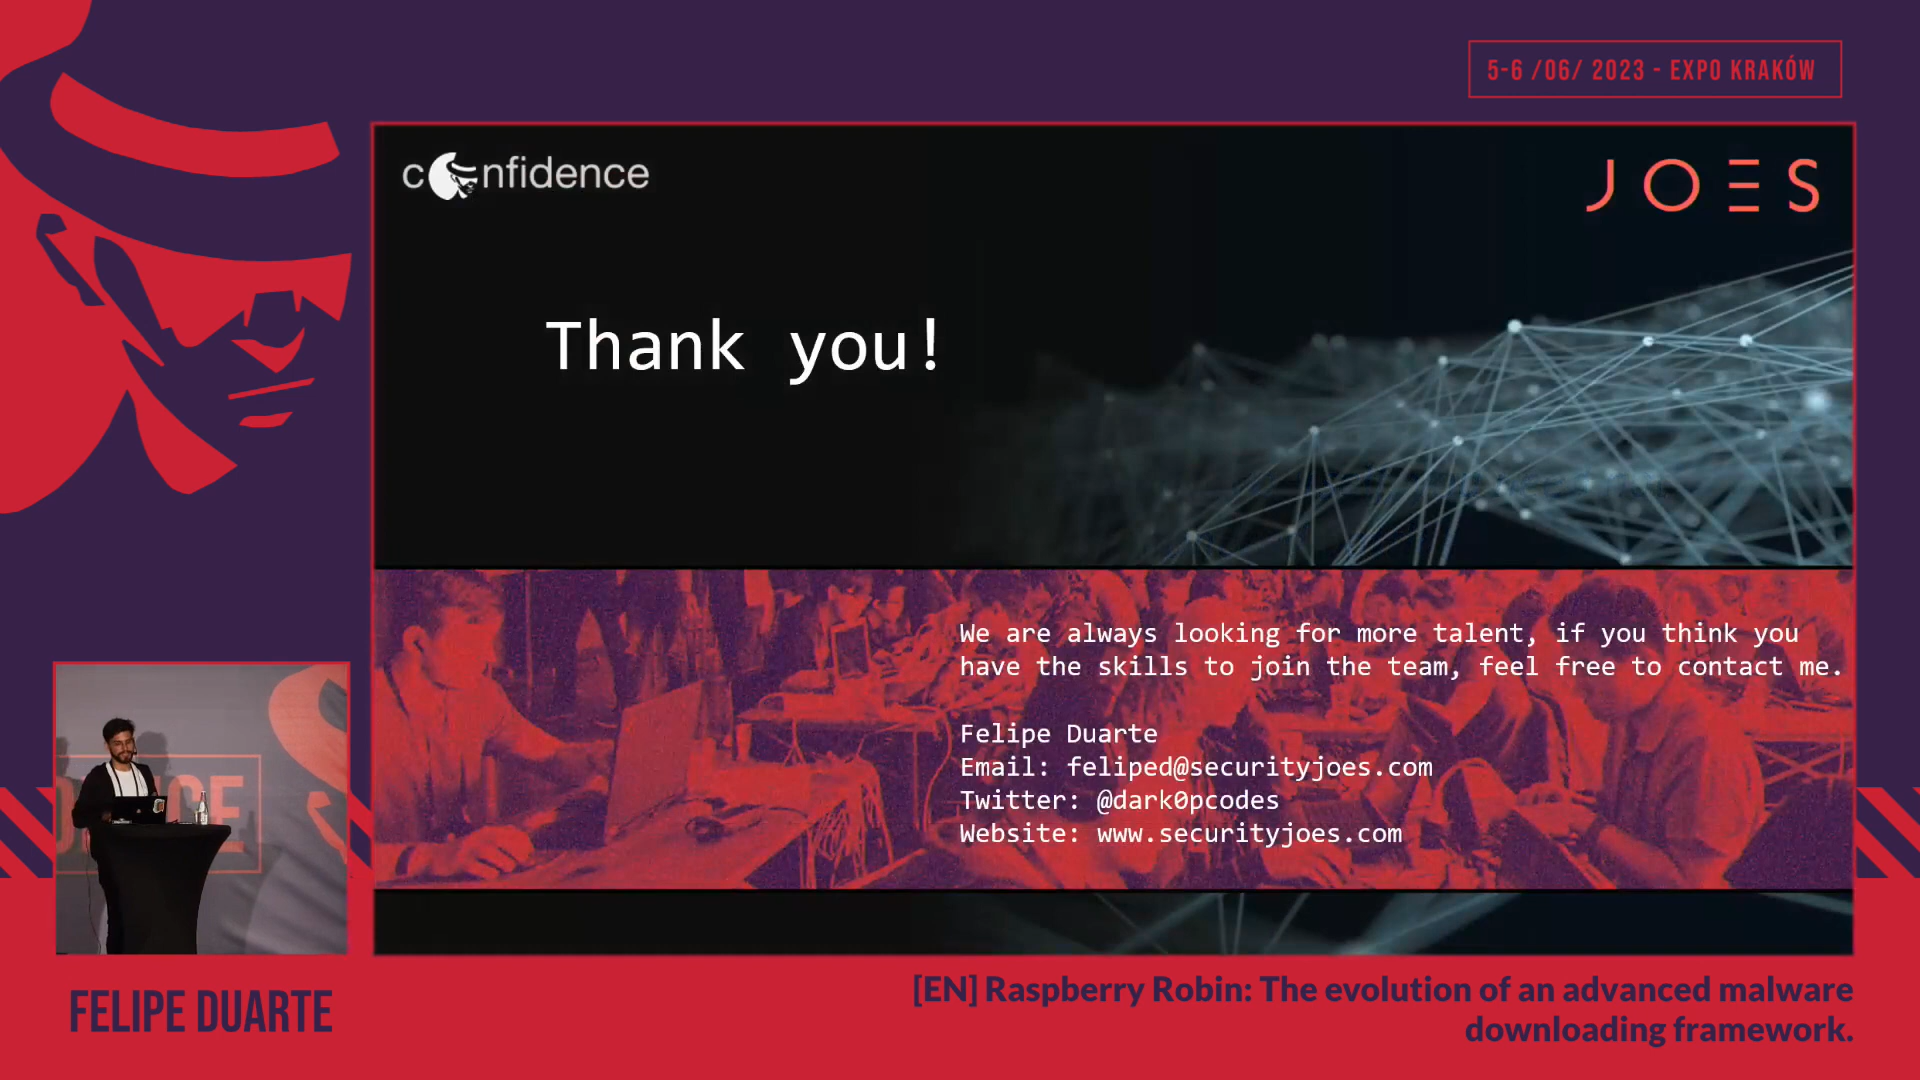 5-6 /06/ 2023 - EXPO KRAKÓW
confidence
JOES
Thank you!
We are always looking for more talent, if you think you
have the skills to join the team, feel free to contact me.
Felipe Duarte
Email: feliped@securityjoes.com
Twitter: @dark0pcodes
Website: www.securityjoes.com
FELIPE DUARTE
[EN] Raspberry Robin: The evolution of an advanced malware
downloading framework.